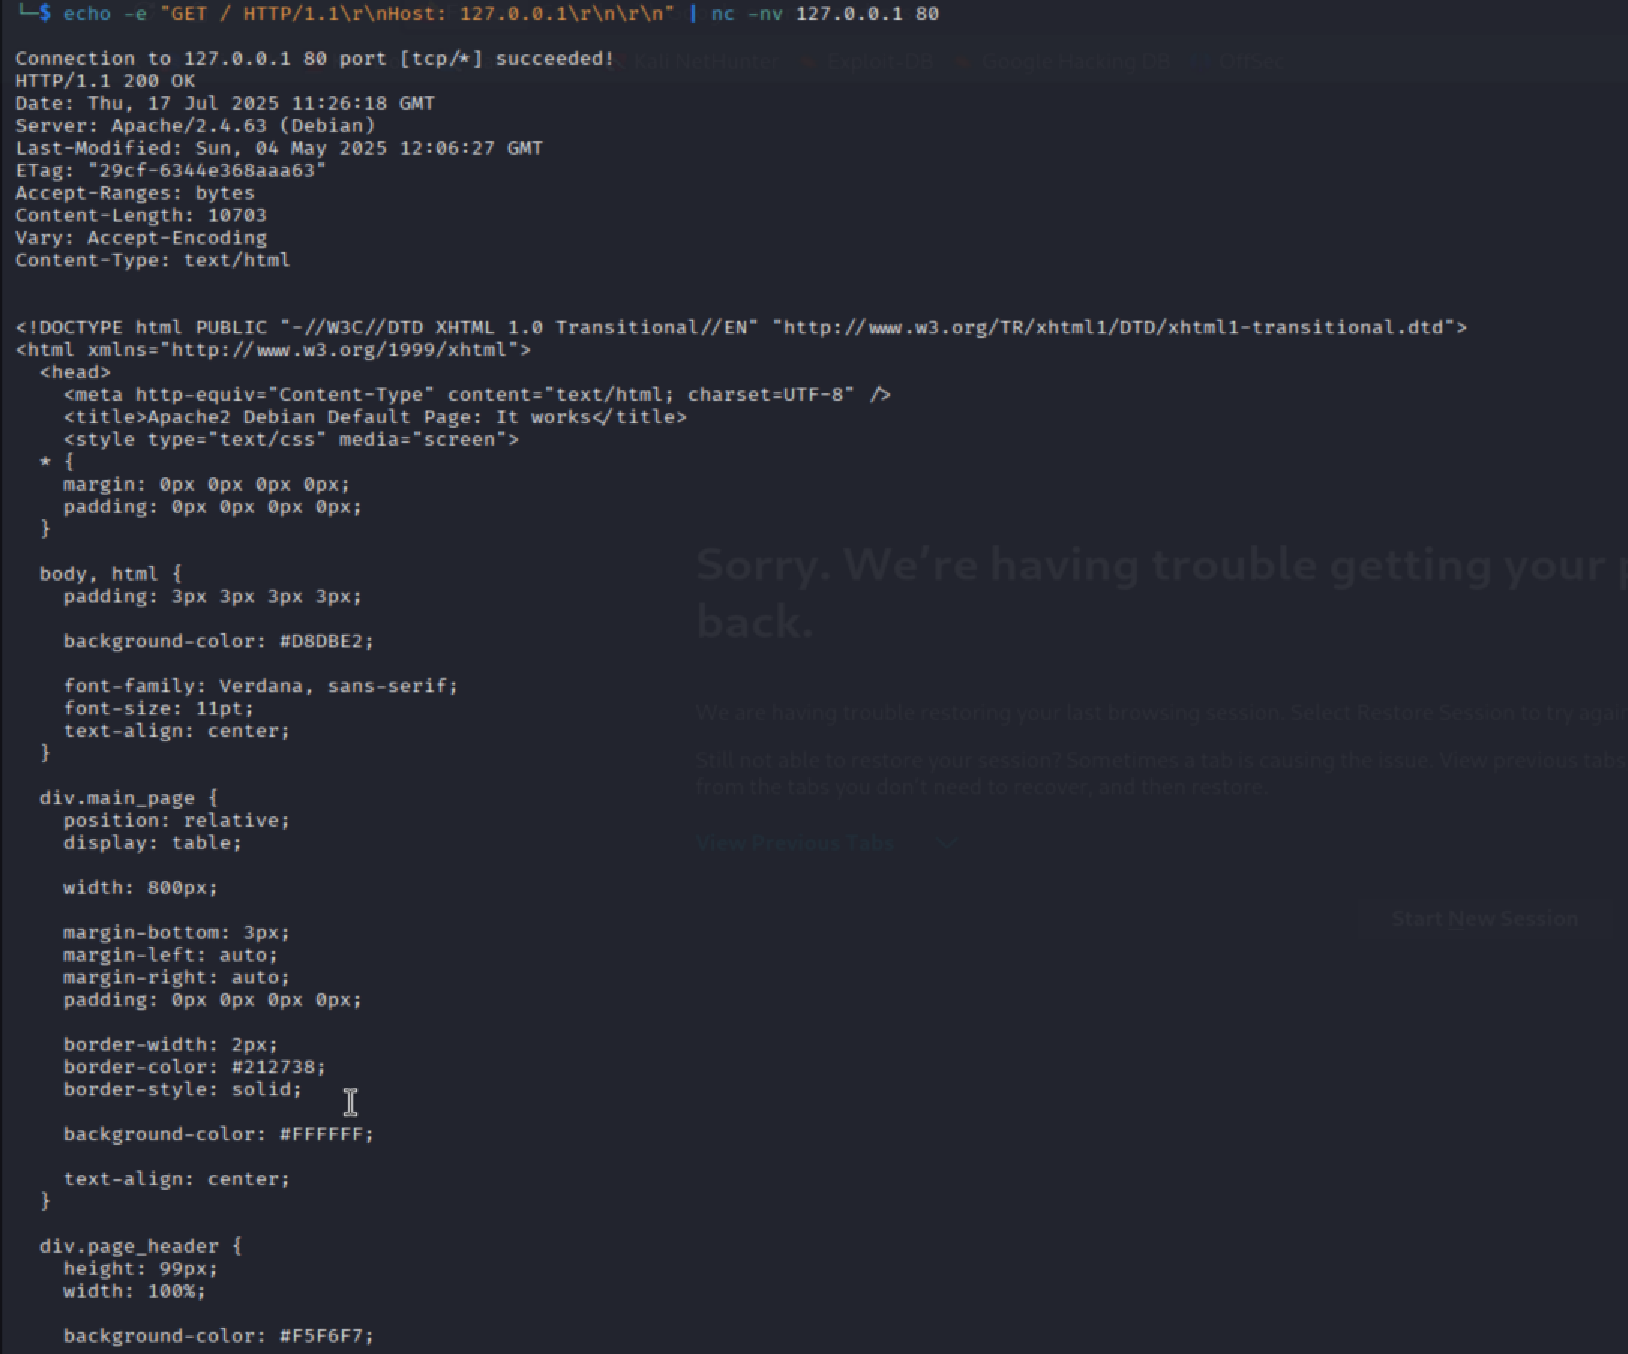 └─$ echo -e "GET / HTTP/1.1\r\nHost: 127.0.0.1\r\n\r\n" | nc -nv 127.0.0.1 80
Kali NetHunter Exploit-DB Google Hacking DB OffSec
Connection to 127.0.0.1 80 port [tcp/*] succeeded!
HTTP/1.1 200 OK
Date: Thu, 17 Jul 2025 11:26:18 GMT
Server: Apache/2.4.63 (Debian)
Last-Modified: Sun, 04 May 2025 12:06:27 GMT
ETag: "29cf-6344e368aaa63"
Accept-Ranges: bytes
Content-Length: 10703
Vary: Accept-Encoding
Content-Type: text/html
<!DOCTYPE html PUBLIC "-//W3C//DTD XHTML 1.0 Transitional//EN" "http://www.w3.org/TR/xhtml1/DTD/xhtml1-transitional.dtd">
<html xmlns="http://www.w3.org/1999/xhtml">
  <head>
    <meta http-equiv="Content-Type" content="text/html; charset=UTF-8" />
    <title>Apache2 Debian Default Page: It works</title>
    <style type="text/css" media="screen">
  * {
    margin: 0px 0px 0px 0px;
    padding: 0px 0px 0px 0px;
  }
  body, html {
    padding: 3px 3px 3px 3px;
    background-color: #D8DBE2;
    font-family: Verdana, sans-serif;
    font-size: 11pt;
    text-align: center;
  }
  div.main_page {
    position: relative;
    display: table;
    width: 800px;
    margin-bottom: 3px;
    margin-left: auto;
    margin-right: auto;
    padding: 0px 0px 0px 0px;
    border-width: 2px;
    border-color: #212738;
    border-style: solid;
    background-color: #FFFFFF;
    text-align: center;
  }
  div.page_header {
    height: 99px;
    width: 100%;
    background-color: #F5F6F7;
Sorry. We're having trouble getting your
back.
We are having trouble restoring your last browsing session. Select Restore Session to try again
Still not able to restore your session? Sometimes a tab is causing the issue. View previous tabs
from the tabs you don't need to recover, and then restore.
View Previous Tabs
Start New Session